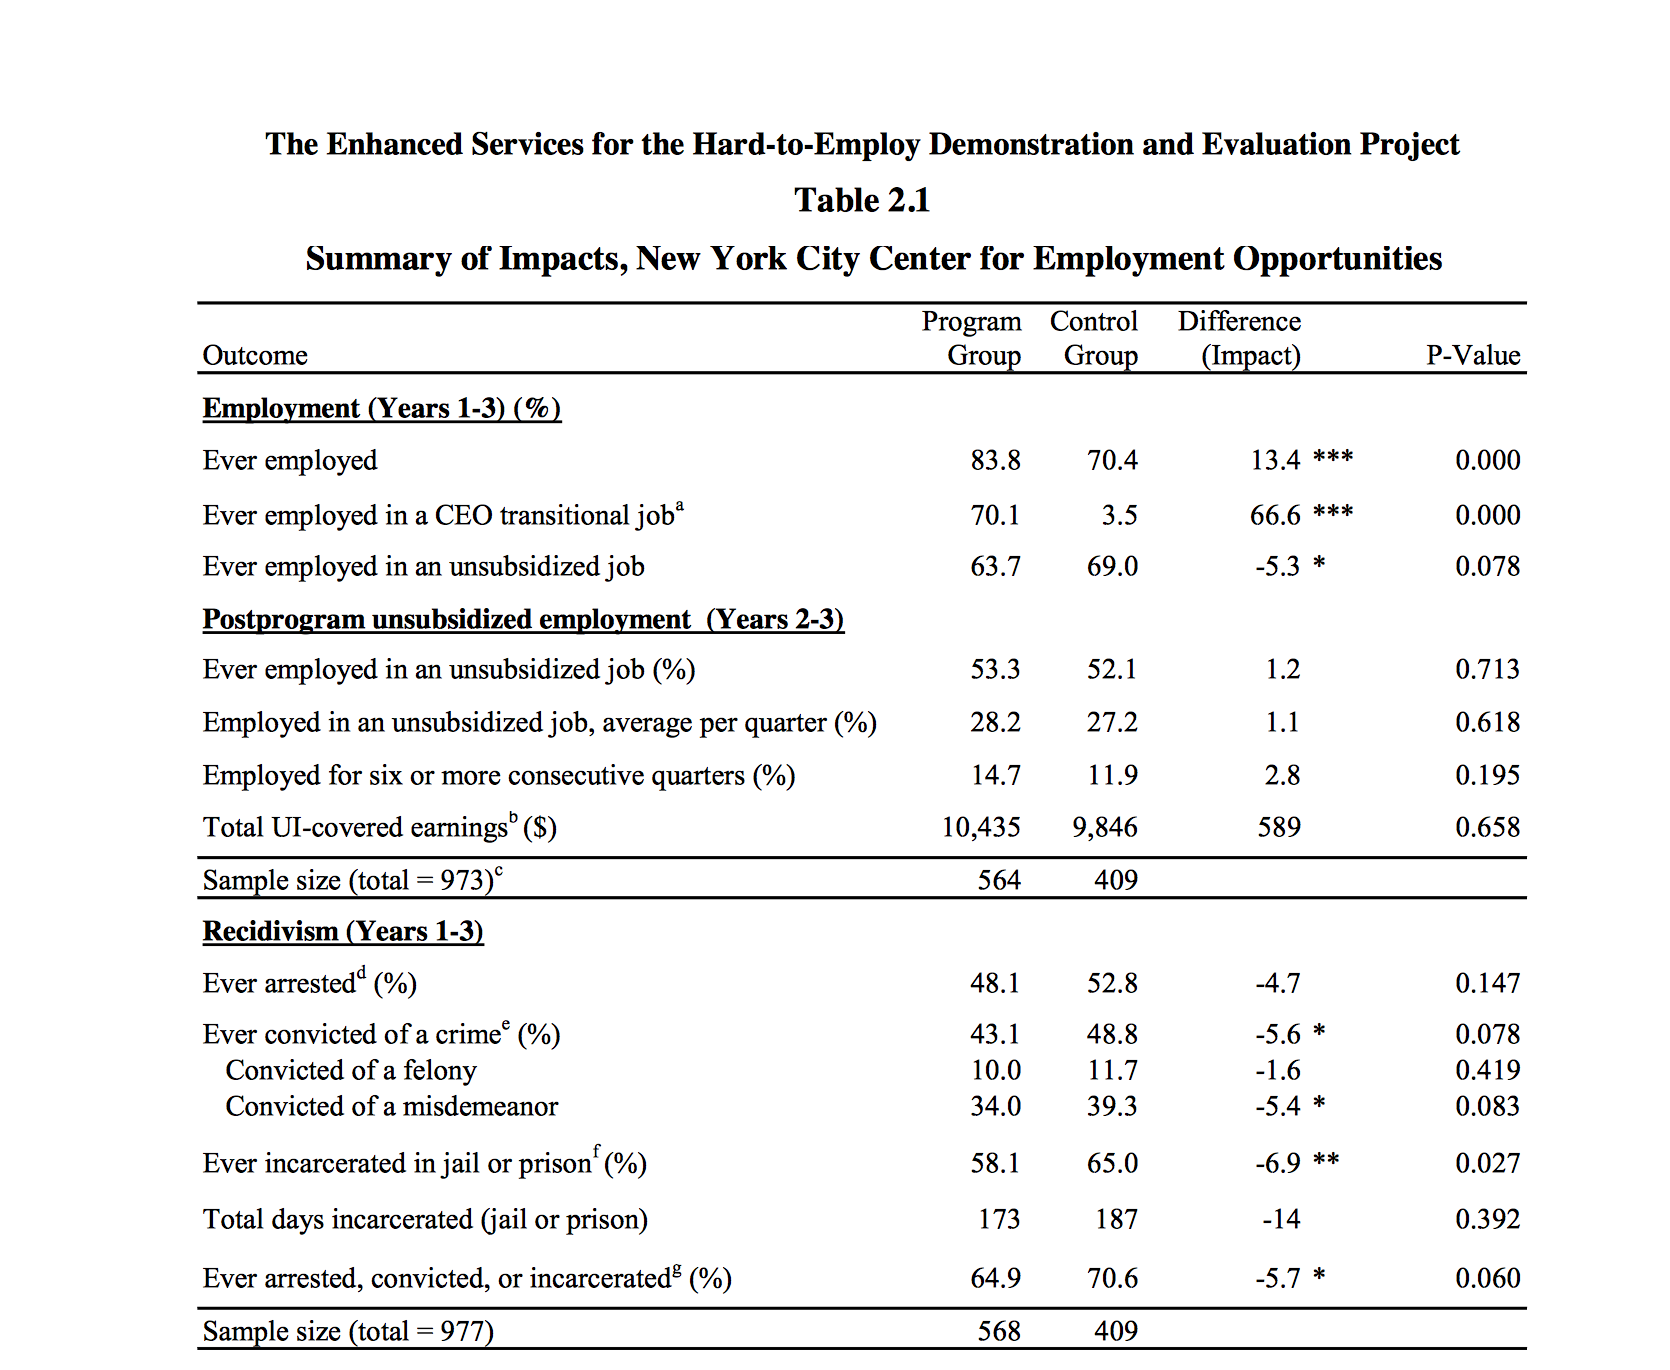 The Enhanced Services for the Hard-to-Employ Demonstration and Evaluation Project
Table 2.1
Summary of Impacts, New York City Center for Employment Opportunities
Program Control Difference
Outcome Group Group (Impact) P-Value
Employment (Years 1-3) (%)
Ever employed 83.8 70.4 13.4 *** 0.000
Ever employed in a CEO transitional job^a 70.1 3.5 66.6 *** 0.000
Ever employed in an unsubsidized job 63.7 69.0 -5.3 * 0.078
Postprogram unsubsidized employment (Years 2-3)
Ever employed in an unsubsidized job (%) 53.3 52.1 1.2 0.713
Employed in an unsubsidized job, average per quarter (%) 28.2 27.2 1.1 0.618
Employed for six or more consecutive quarters (%) 14.7 11.9 2.8 0.195
Total UI-covered earnings^b ($) 10,435 9,846 589 0.658
Sample size (total = 973)^c 564 409
Recidivism (Years 1-3)
Ever arrested^d (%) 48.1 52.8 -4.7 0.147
Ever convicted of a crime^e (%) 43.1 48.8 -5.6 * 0.078
Convicted of a felony 10.0 11.7 -1.6 0.419
Convicted of a misdemeanor 34.0 39.3 -5.4 * 0.083
Ever incarcerated in jail or prison^f (%) 58.1 65.0 -6.9 ** 0.027
Total days incarcerated (jail or prison) 173 187 -14 0.392
Ever arrested, convicted, or incarcerated^g (%) 64.9 70.6 -5.7 * 0.060
Sample size (total = 977) 568 409